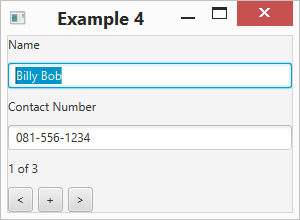 Example 4
Name
Billy Bob
Contact Number
081-556-1234
1 of 3
< + >